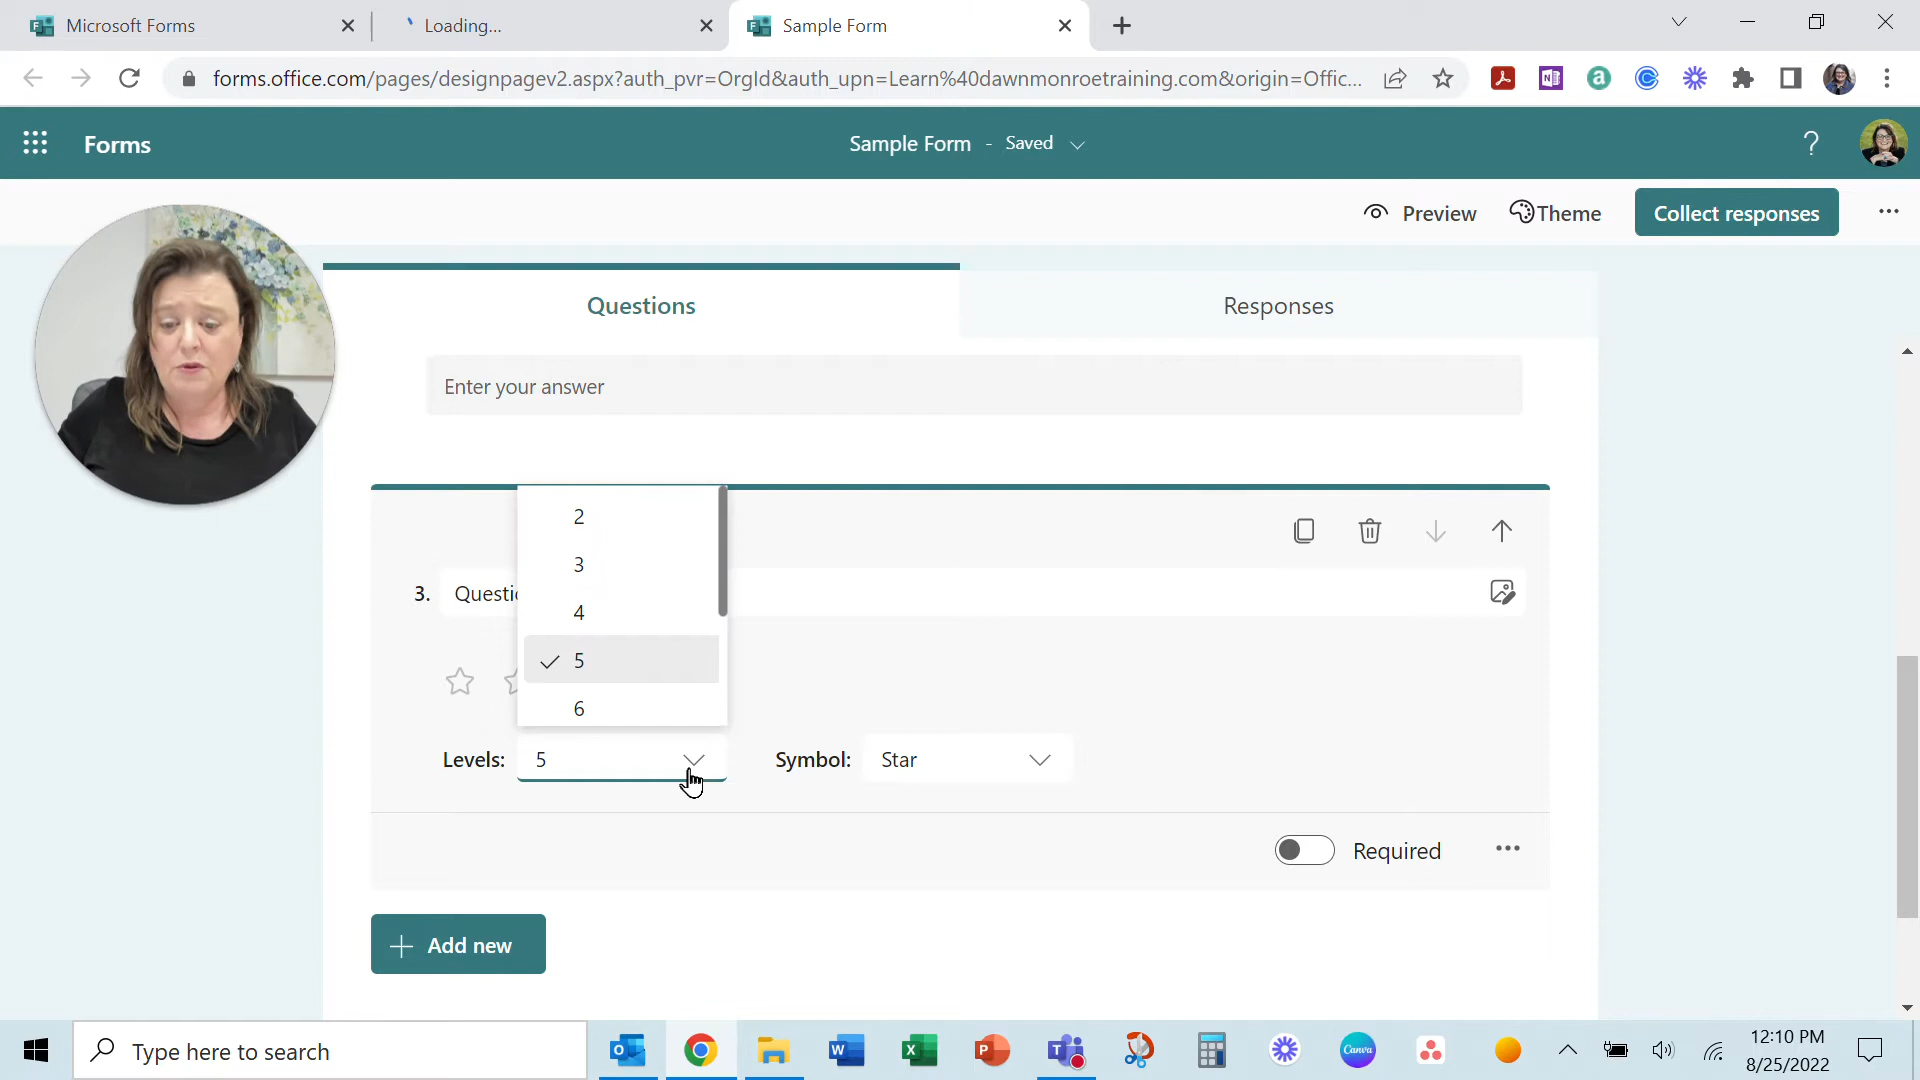 Microsoft Forms
Loading...
Sample Form
forms.office.com/pages/designpagev2.aspx?auth_pvr=OrgId&auth_upn=Learn%40dawnmonroetraining.com&origin=Offic...
Forms
Sample Form - Saved
?
Preview
Theme
Collect responses
Questions
Responses
Enter your answer
2
3
4
5
6
3. Questi
Levels: 5
Symbol: Star
Required
Add new
Type here to search
Canva
12:10 PM
8/25/2022